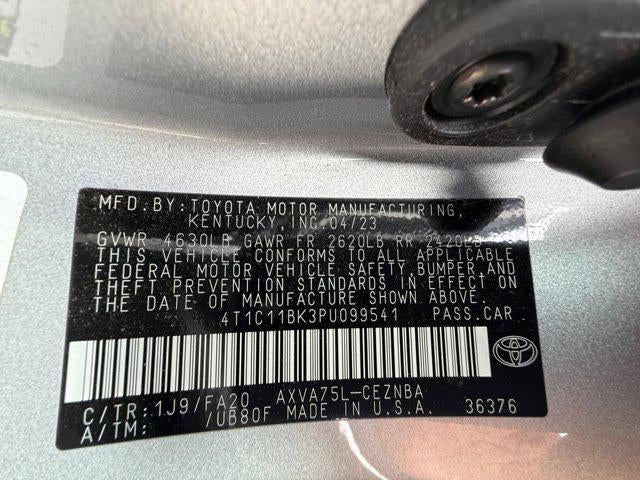 MFD. BY: TOYOTA MOTOR MANUFACTURING,
KENTUCKY, INC. 04/23
GVWR 4630LB GAWR FR 2620LB RR 2420LB
THIS VEHICLE CONFORMS TO ALL APPLICABLE
FEDERAL MOTOR VEHICLE SAFETY, BUMPER, AND
THEFT PREVENTION STANDARDS IN EFFECT ON
THE DATE OF MANUFACTURE SHOWN ABOVE.
4T1C11BK3PU099541 PASS.CAR
C/TR: 1J9/FA20 AXVA75L-CEZNBA
A/TM: /UB80F MADE IN U.S.A. 36376